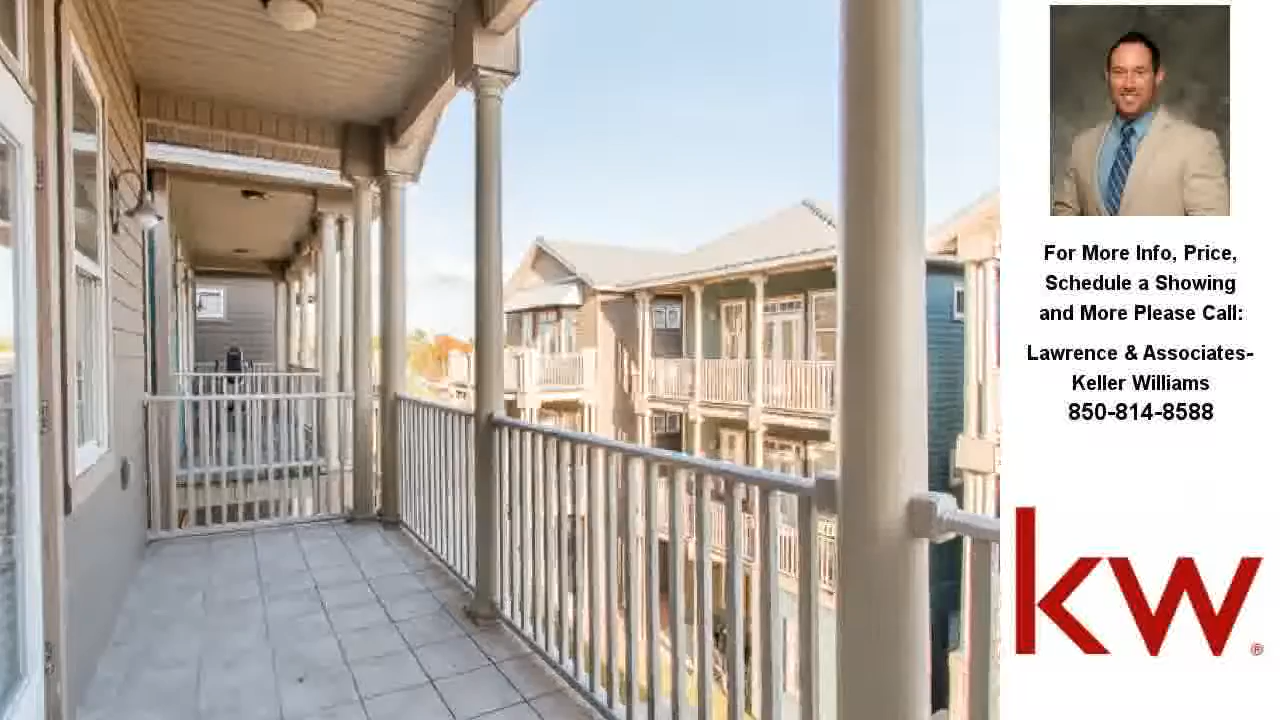 For More Info, Price,
Schedule a Showing
and More Please Call:
Lawrence & Associates-
Keller Williams
850-814-8588
kw®